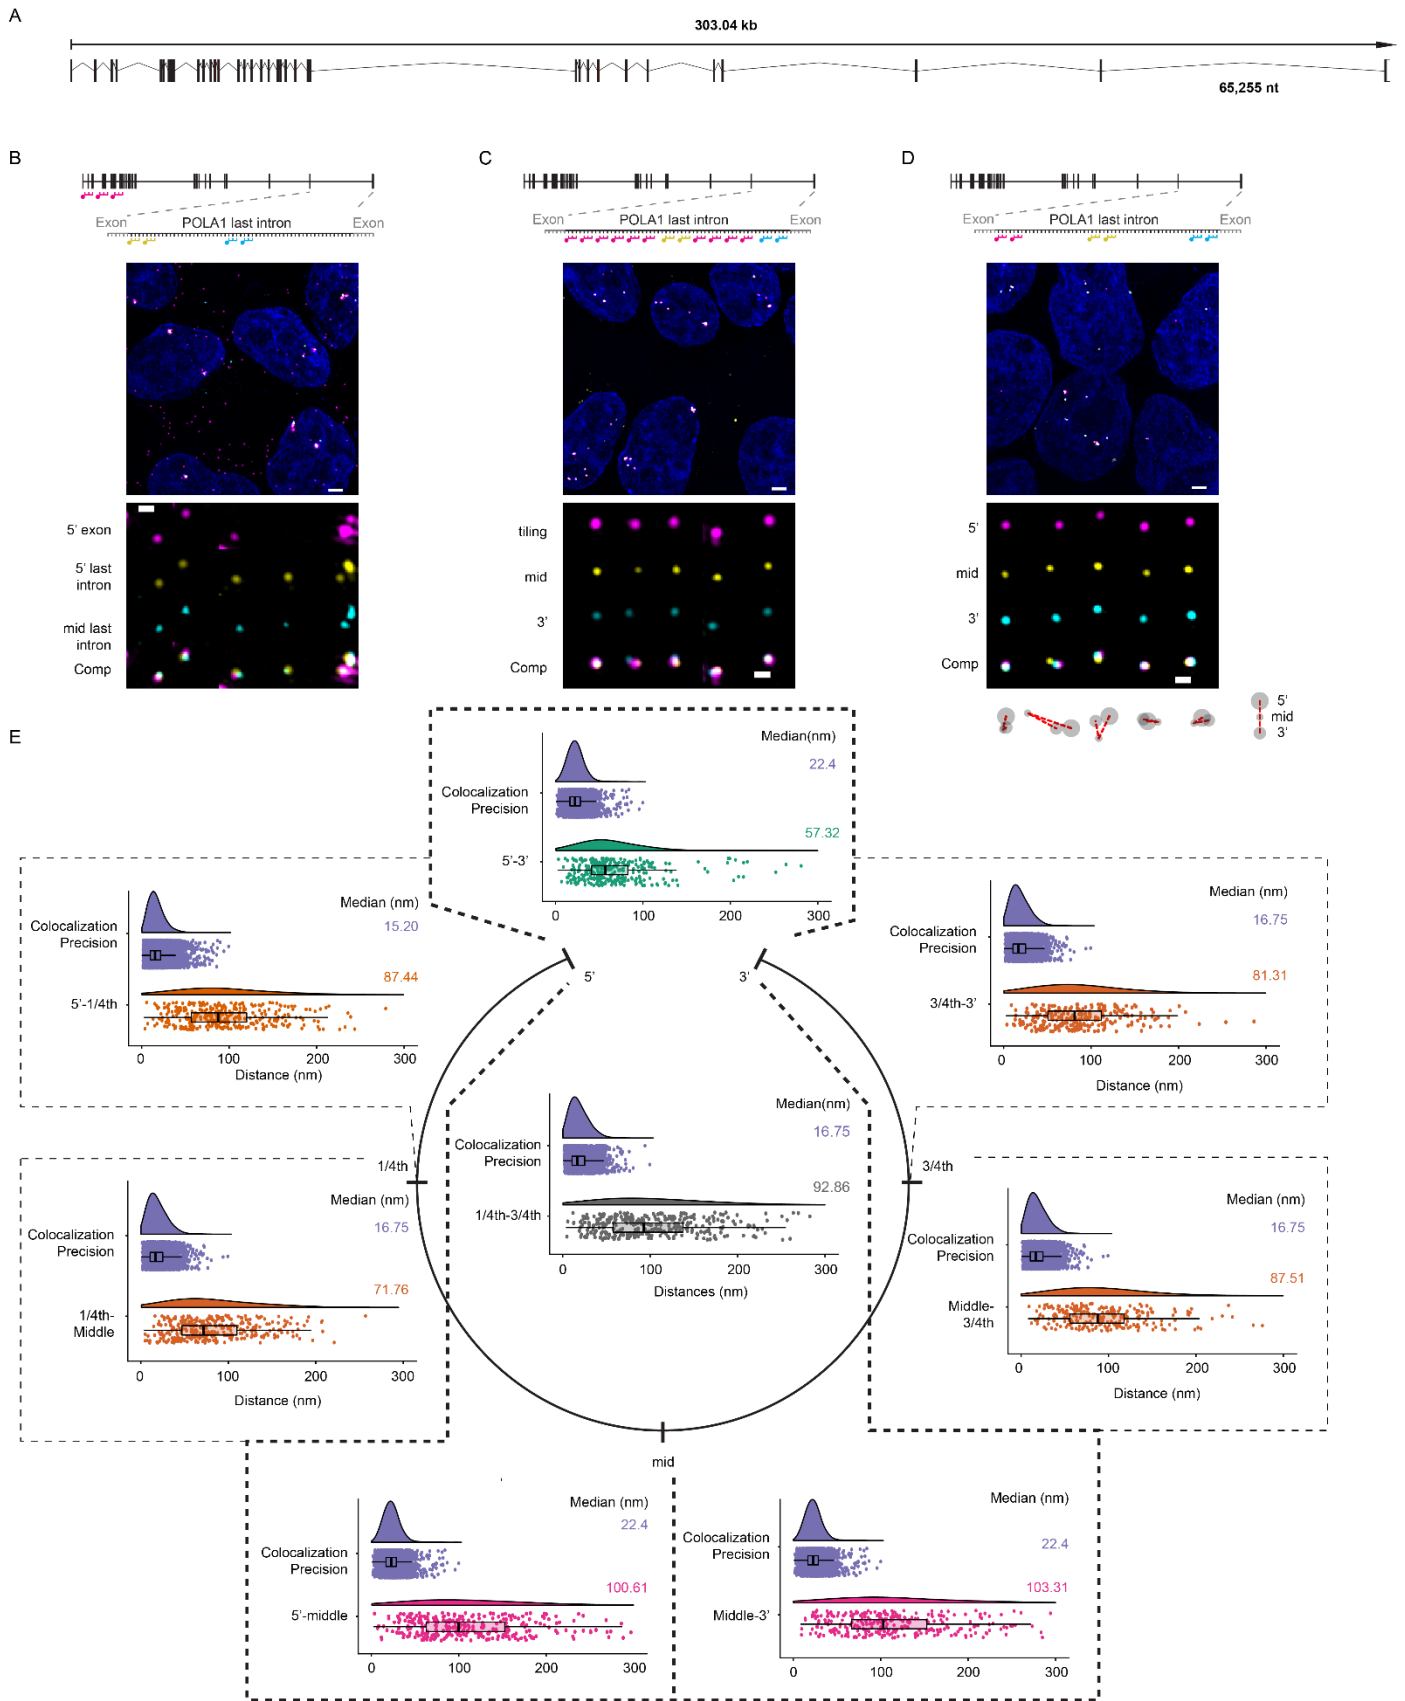 A
303.04 kb
65,255 nt
B
Exon
POLA1 last intron
Exon
5' exon
5' last
intron
mid last
intron
Comp
C
Exon
POLA1 last intron
Exon
tiling
mid
3'
Comp
D
Exon
POLA1 last intron
Exon
5'
mid
3'
Comp
5'
mid
3'
E
Median(nm)
22.4
Colocalization
Precision
57.32
5'-3'
0 100 200 300
Median (nm)
15.20
Colocalization
Precision
87.44
5'-1/4th
0 100 200 300
Distance (nm)
Median (nm)
16.75
Colocalization
Precision
81.31
3/4th-3'
0 100 200 300
Distance (nm)
5'
3'
1/4th
3/4th
mid
Median(nm)
16.75
Colocalization
Precision
92.86
1/4th-3/4th
0 100 200 300
Distances (nm)
Median (nm)
16.75
Colocalization
Precision
71.76
1/4th-
Middle
0 100 200 300
Distance (nm)
Median (nm)
16.75
Colocalization
Precision
87.51
Middle-
3/4th
0 100 200 300
Distance (nm)
Median (nm)
22.4
Colocalization
Precision
100.61
5'-middle
0 100 200 300
Median (nm)
22.4
Colocalization
Precision
103.31
Middle-3'
0 100 200 300